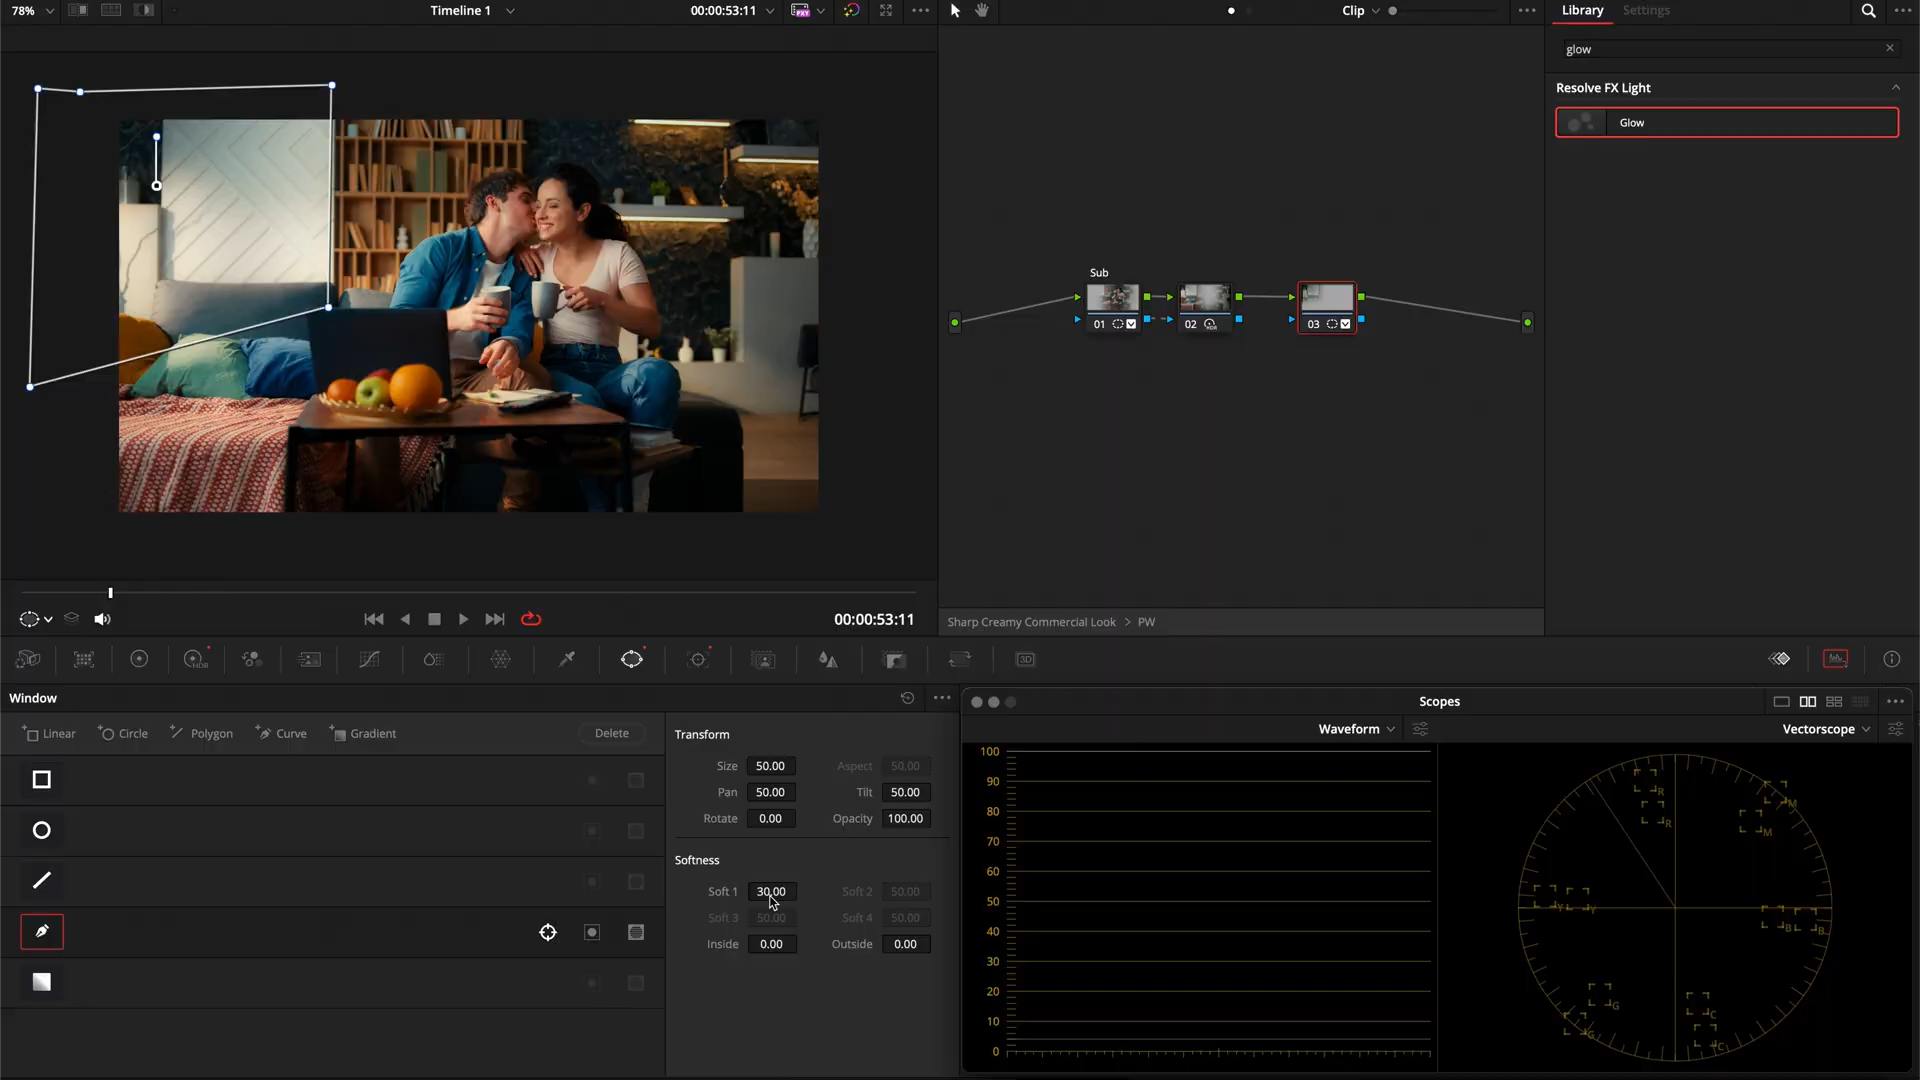 78%
Timeline 1
00:00:53:11
PXY
Clip
Library
Settings
glow
Resolve FX Light
Glow
Sub
01
02
HDR
03
00:00:53:11
Sharp Creamy Commercial Look > PW
HDR
3D
Window
Linear
Circle
Polygon
Curve
Gradient
Delete
Transform
Size 50.00 Aspect 50.00
Pan 50.00 Tilt 50.00
Rotate 0.00 Opacity 100.00
Softness
Soft 1 30.00 Soft 2 50.00
Soft 3 50.00 Soft 4 50.00
Inside 0.00 Outside 0.00
Scopes
Waveform
Vectorscope
100
90
80
70
60
50
40
30
20
10
0
R
M
R
M
Y
Y
B
B
G
C
G
C